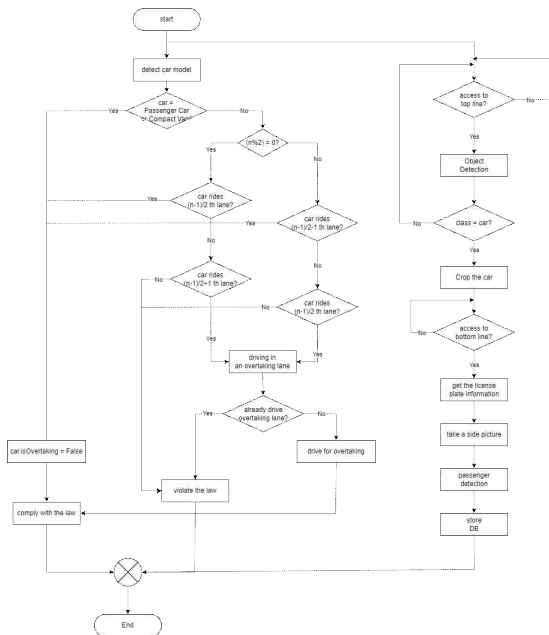 start
detect car model
car =
Passenger Car
or Compact Van?
Yes
No
(n%2) = 0?
Yes
No
car rides
(n-1)/2 th lane?
Yes
car rides
(n-1)/2-1 th lane?
Yes
No
No
car rides
(n-1)/2+1 th lane?
No
car rides
(n-1)/2 th lane?
No
Yes
Yes
driving in
an overtaking lane
already drive
overtaking lane?
Yes
No
car.isOvertaking = False
drive for overtaking
violate the law
comply with the law
End
access to
top line?
No
Yes
Object
Detection
class = car?
No
Yes
Crop the car
access to
bottom line?
No
Yes
get the license
plate information
take a side picture
passenger
detection
store
DB